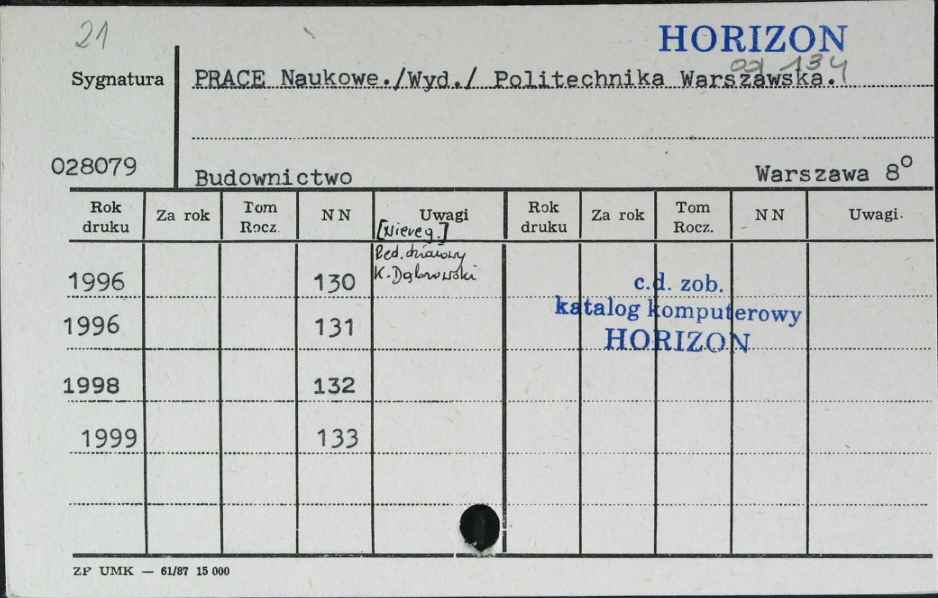 21
HORIZON
od 134
Sygnatura PRACE Naukowe./Wyd./ Politechnika Warszawska.
028079 Budownictwo Warszawa 8°
Rok druku Za rok Tom Rocz. NN Uwagi Rok druku Za rok Tom Rocz. NN Uwagi.
[Niereg.]
Red. działowy
1996 130 K. Dąbrowski
1996 131
1998 132
1999 133
c.d. zob.
katalog komputerowy
HORIZON
ZP UMK — 61/87 15 000